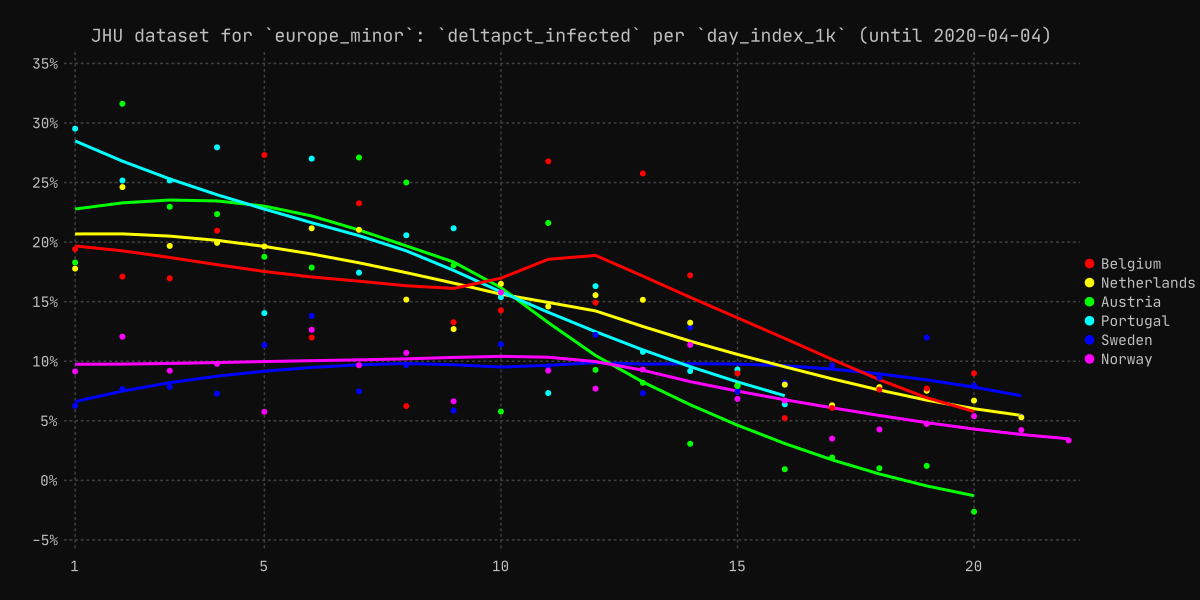 JHU dataset for `europe_minor`: `deltapct_infected` per `day_index_1k` (until 2020-04-04)
35%
30%
25%
20%
15%
10%
5%
0%
-5%
1 5 10 15 20
Belgium
Netherlands
Austria
Portugal
Sweden
Norway